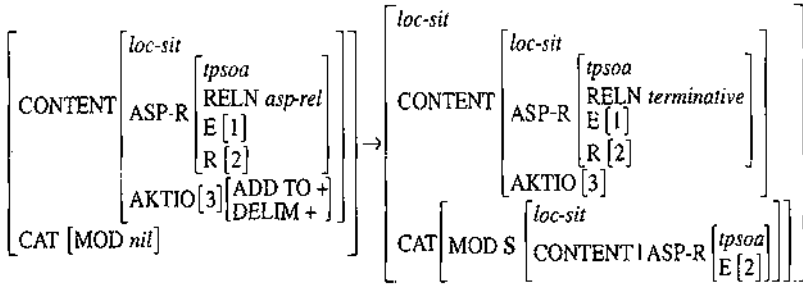 loc-sit
CONTENT
loc-sit
ASP-R
tpsoa
RELN asp-rel
E [1]
R [2]
AKTIO [3] [ADD TO +
DELIM +]
CAT [MOD nil]
→
loc-sit
CONTENT
loc-sit
ASP-R
tpsoa
RELN terminative
E [1]
R [2]
AKTIO [3]
CAT [MOD S
loc-sit
CONTENT | ASP-R
tpsoa
E [2]